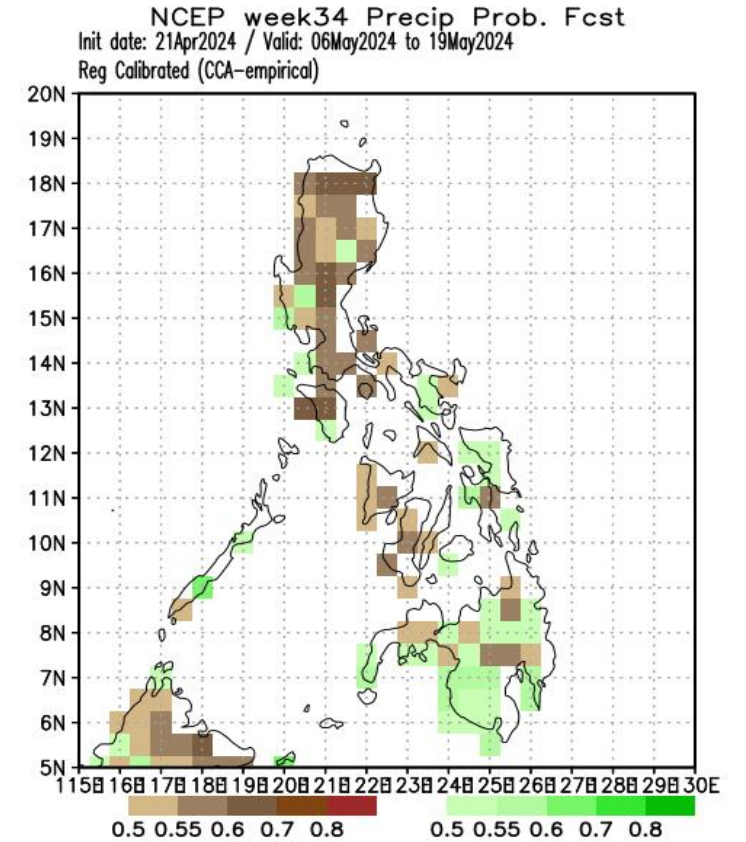 NCEP week34 Precip Prob. Fcst
Init date: 21Apr2024 / Valid: 06May2024 to 19May2024
Reg Calibrated (CCA-empirical)
20N
19N
18N
17N
16N
15N
14N
13N
12N
11N
10N
9N
8N
7N
6N
5N
115E 116E 117E 118E 119E 120E 121E 122E 123E 124E 125E 126E 127E 128E 129E 130E
0.5 0.55 0.6 0.7 0.8 0.5 0.55 0.6 0.7 0.8